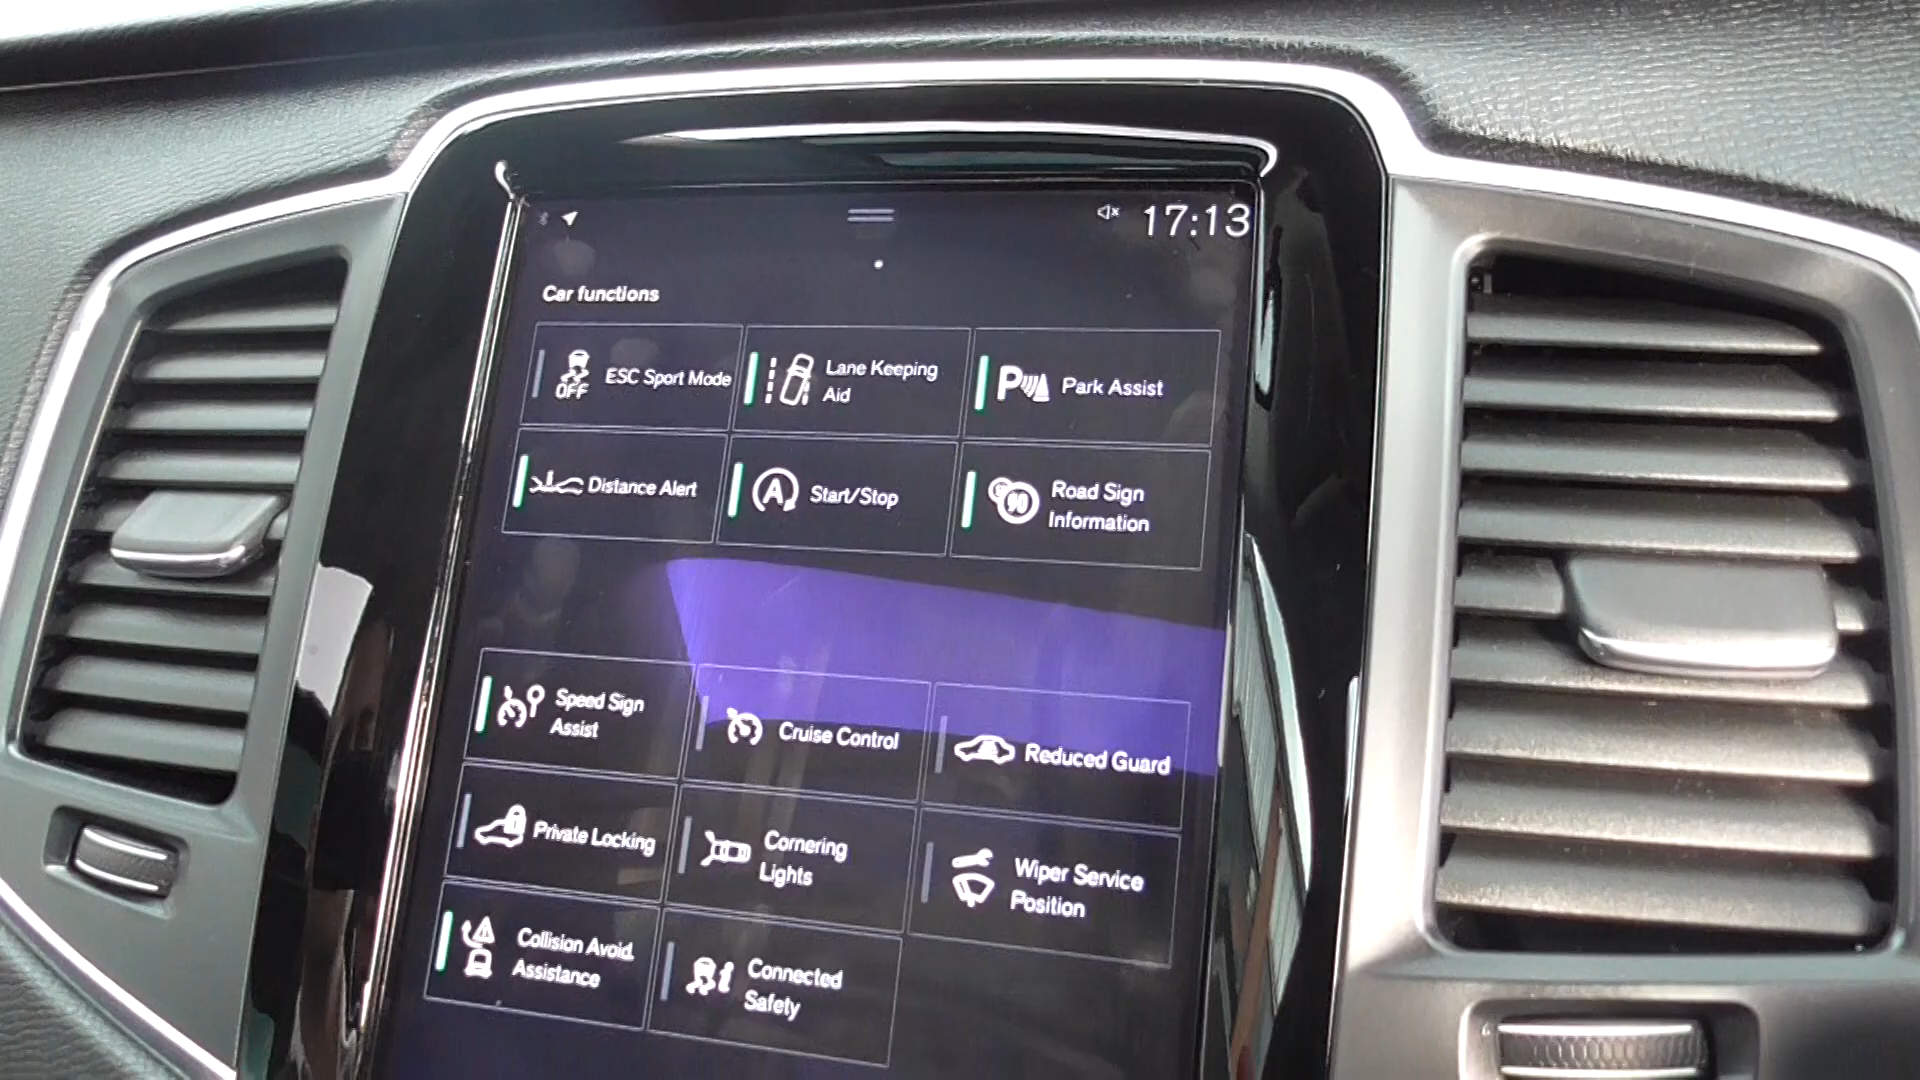 17:13
Car functions
OFF
ESC Sport Mode
Lane Keeping
Aid
P
Park Assist
Distance Alert
A
Start/Stop
90
Road Sign
Information
Speed Sign
Assist
Cruise Control
Reduced Guard
Private Locking
Cornering
Lights
Wiper Service
Position
Collision Avoid.
Assistance
Connected
Safety